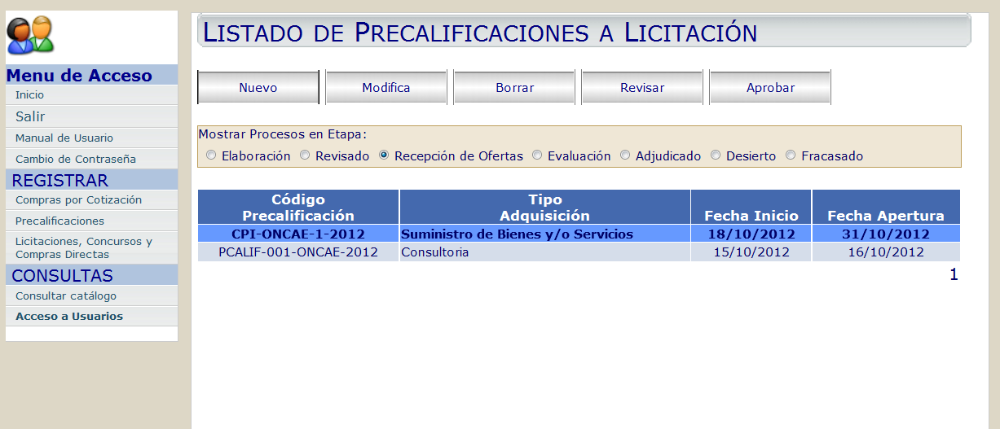 LISTADO DE PRECALIFICACIONES A LICITACIÓN
Menu de Acceso
Inicio
Salir
Manual de Usuario
Cambio de Contraseña
REGISTRAR
Compras por Cotización
Precalificaciones
Licitaciones, Concursos y
Compras Directas
CONSULTAS
Consultar catálogo
Acceso a Usuarios
Nuevo Modifica Borrar Revisar Aprobar
Mostrar Procesos en Etapa:
Elaboración Revisado Recepción de Ofertas Evaluación Adjudicado Desierto Fracasado
Código Tipo
Precalificación Adquisición Fecha Inicio Fecha Apertura
CPI-ONCAE-1-2012 Suministro de Bienes y/o Servicios 18/10/2012 31/10/2012
PCALIF-001-ONCAE-2012 Consultoria 15/10/2012 16/10/2012
1